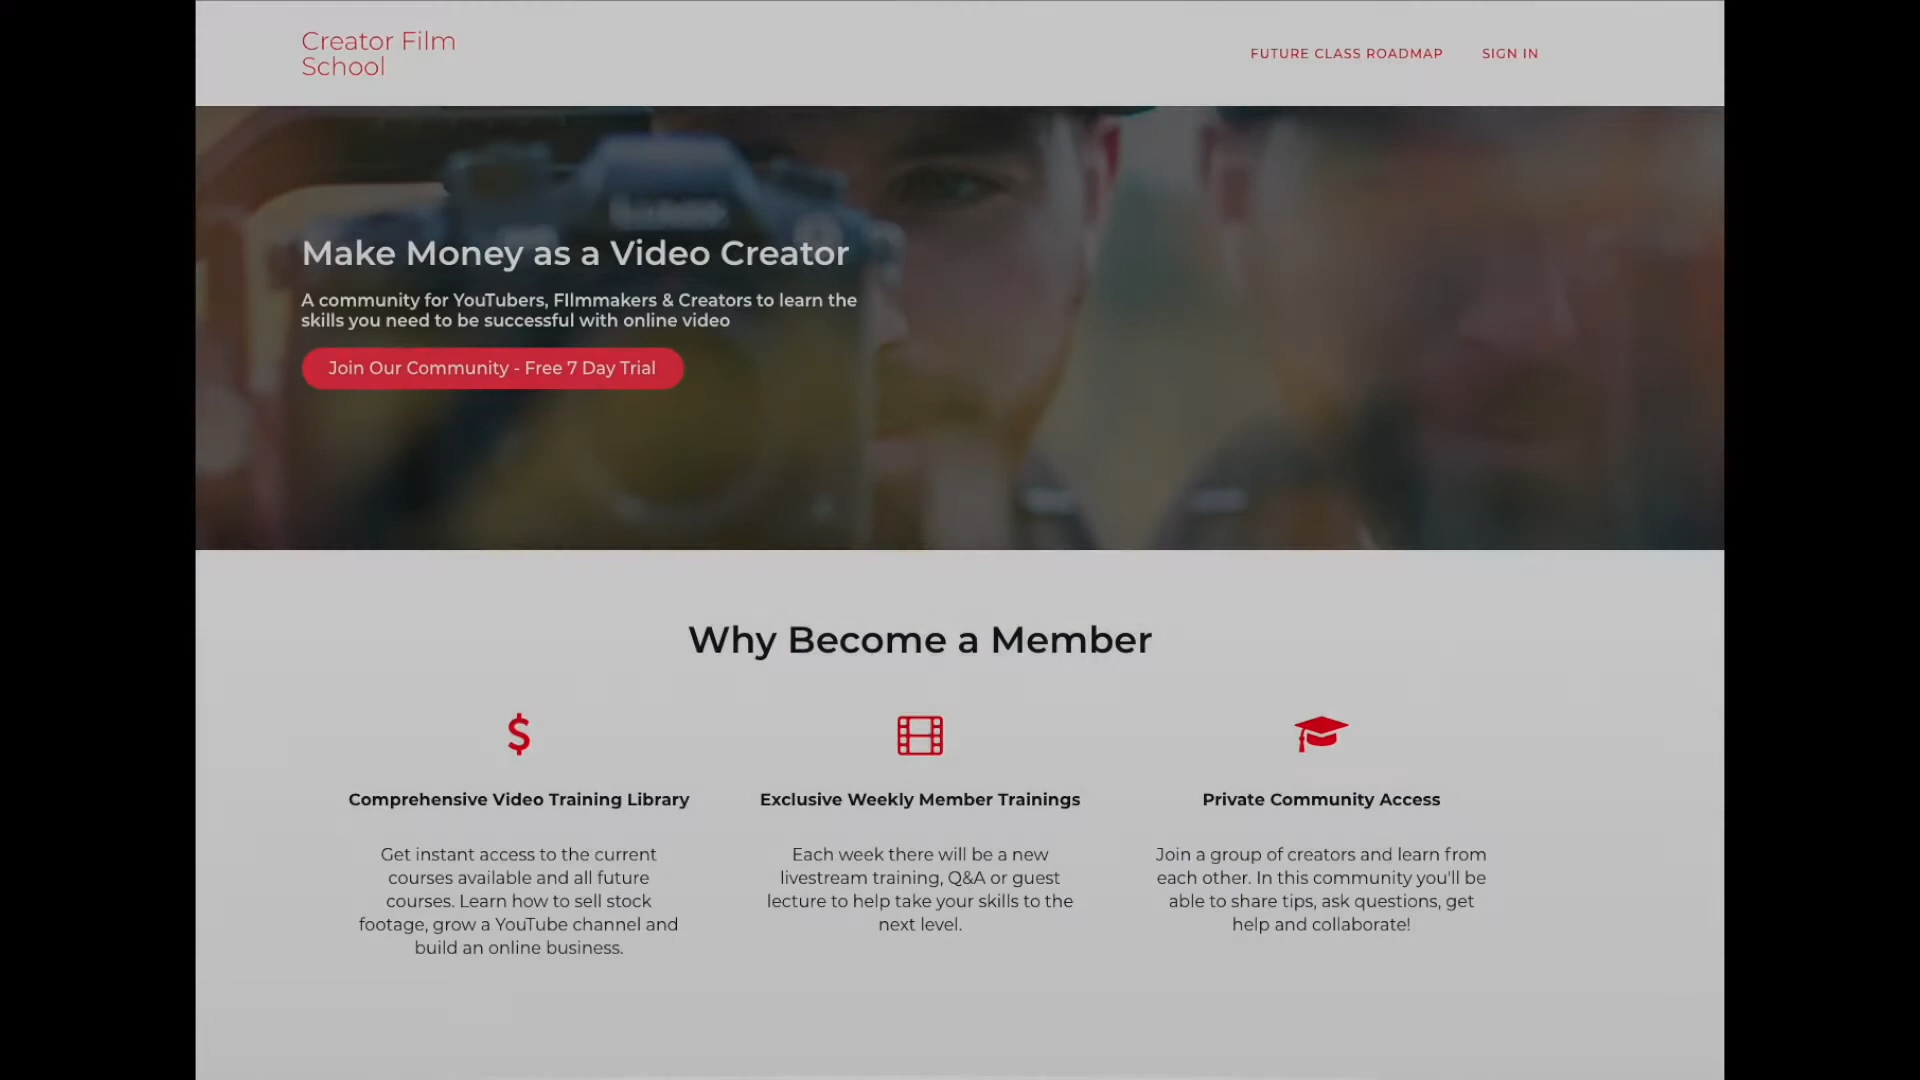 Creator Film
School
FUTURE CLASS ROADMAP
SIGN IN
Make Money as a Video Creator
A community for YouTubers, FIlmmakers & Creators to learn the
skills you need to be successful with online video
Join Our Community - Free 7 Day Trial
Why Become a Member
Comprehensive Video Training Library
Get instant access to the current
courses available and all future
courses. Learn how to sell stock
footage, grow a YouTube channel and
build an online business.
Exclusive Weekly Member Trainings
Each week there will be a new
livestream training, Q&A or guest
lecture to help take your skills to the
next level.
Private Community Access
Join a group of creators and learn from
each other. In this community you'll be
able to share tips, ask questions, get
help and collaborate!